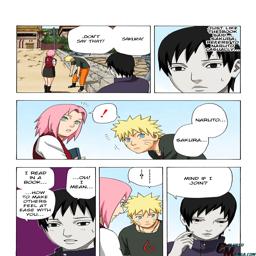 SAKURA!
DON'T
SAY THAT!
JUST LIKE
THE BOOK
SAID...
SAKURA,
NARUTO...
!
NARUTO...
SAKURA...
!
MIND IF I
JOIN?
...OH!
I
MEAN...
I READ
IN A
BOOK...
...HOW TO
MAKE
OTHERS
FEEL AT
EASE WITH
YOU...